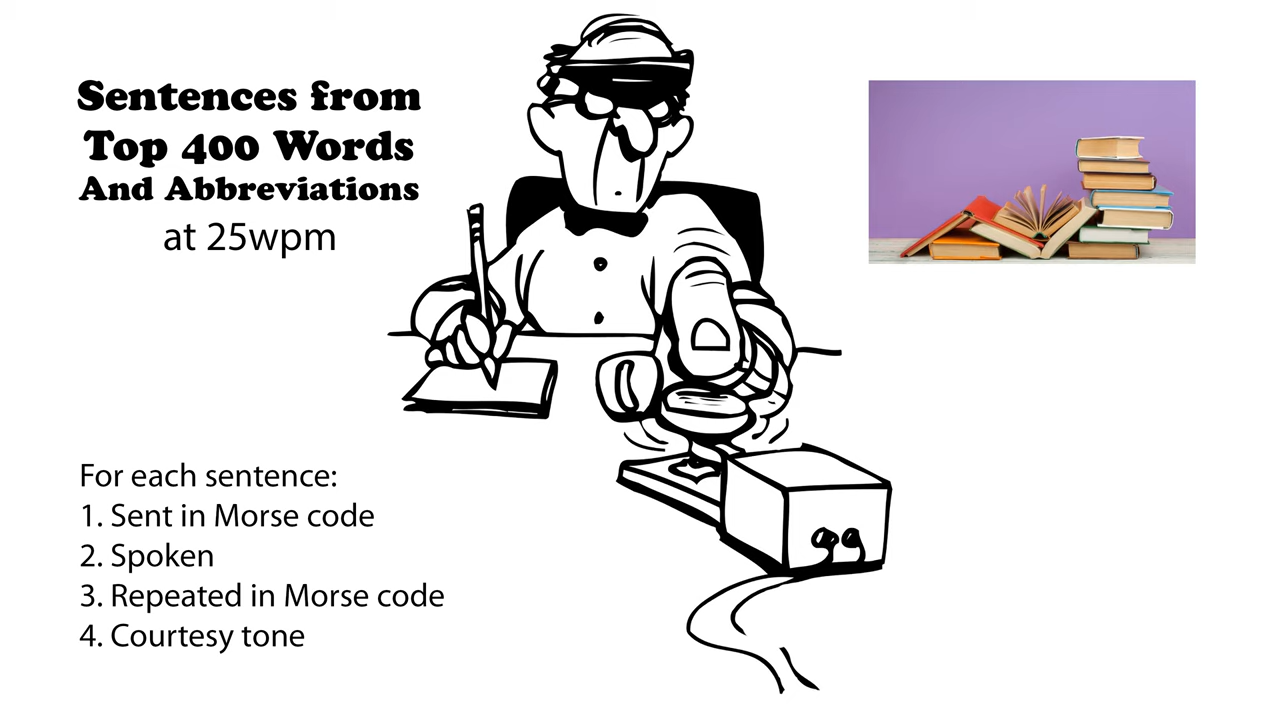 Sentences from
Top 400 Words
And Abbreviations
at 25wpm
For each sentence:
1. Sent in Morse code
2. Spoken
3. Repeated in Morse code
4. Courtesy tone